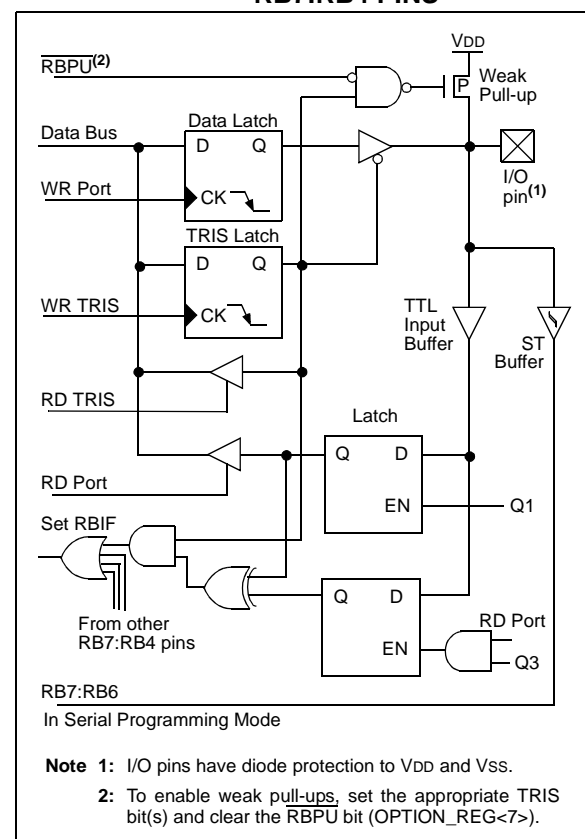 RB7:RB4 PINS
VDD
RBPU(2)
P
Weak
Pull-up
Data Latch
Data Bus
D Q
I/O
pin(1)
WR Port
CK
TRIS Latch
D Q
WR TRIS
CK
TTL
Input
Buffer
ST
Buffer
RD TRIS
Latch
Q D
RD Port
EN
Q1
Set RBIF
Q D
From other
RB7:RB4 pins
RD Port
EN
Q3
RB7:RB6
In Serial Programming Mode
Note 1: I/O pins have diode protection to VDD and VSS.
2: To enable weak pull-ups, set the appropriate TRIS
bit(s) and clear the RBPU bit (OPTION_REG<7>).